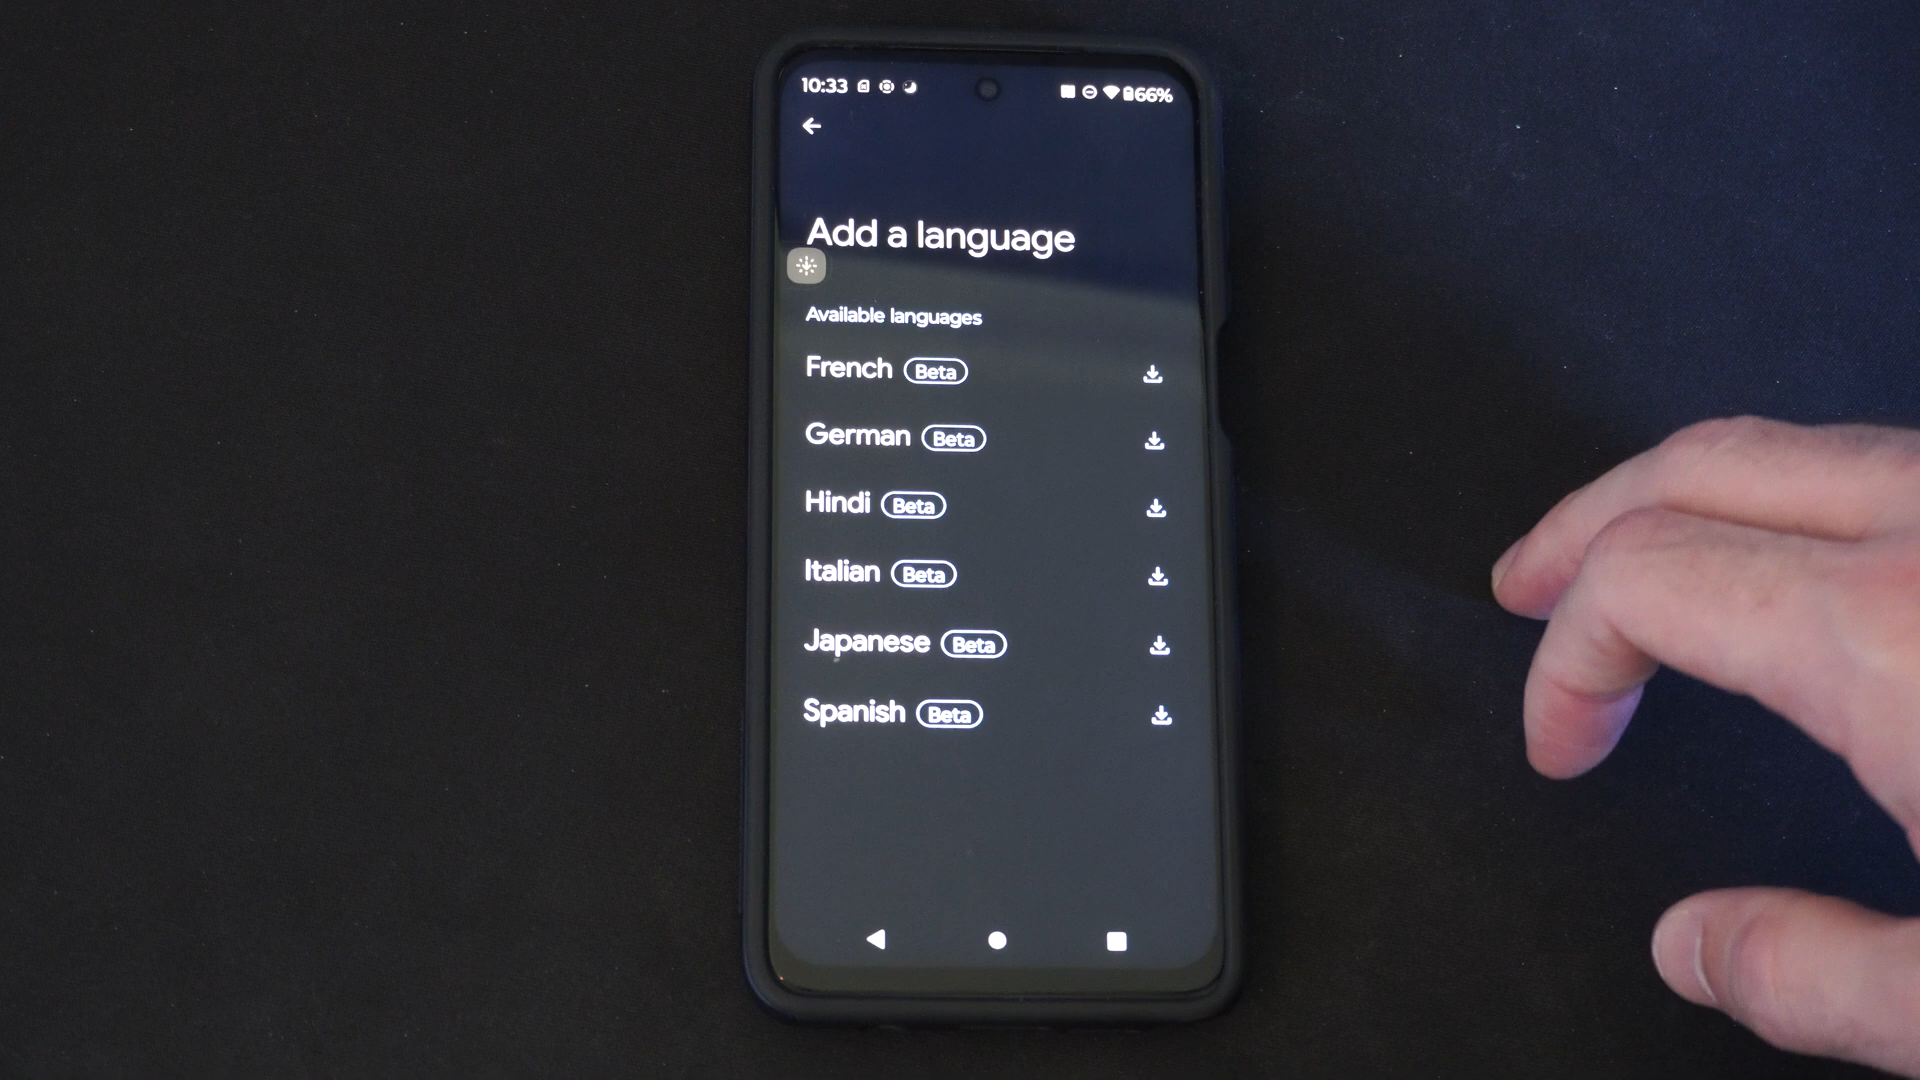 10:33 66%
Add a language
Available languages
French Beta
German Beta
Hindi Beta
Italian Beta
Japanese Beta
Spanish Beta